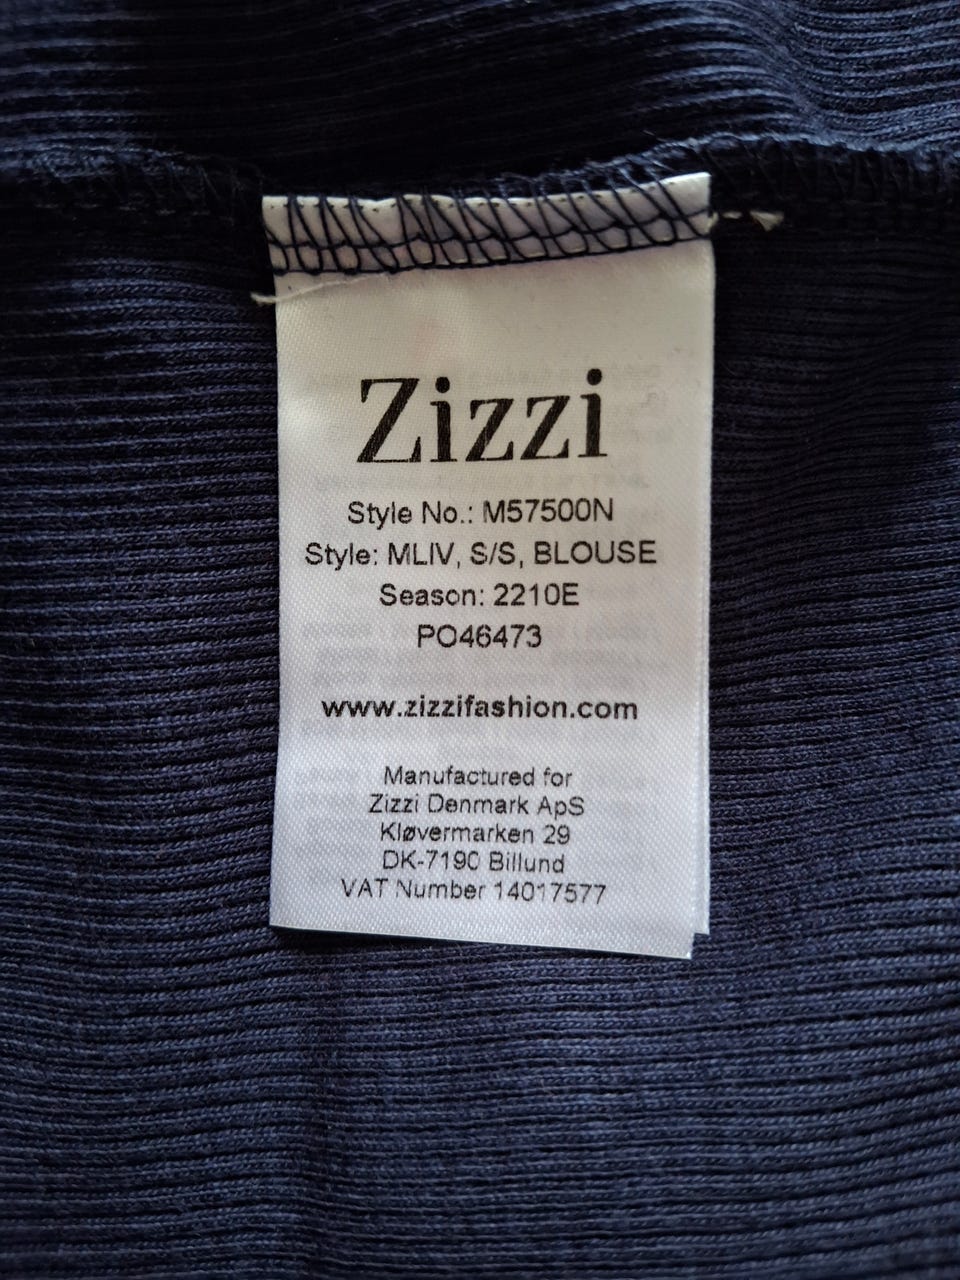 Zizzi
Style No.: M57500N
Style: MLIV, S/S, BLOUSE
Season: 2210E
PO46473
www.zizzifashion.com
Manufactured for
Zizzi Denmark ApS
Kløvermarken 29
DK-7190 Billund
VAT Number 14017577